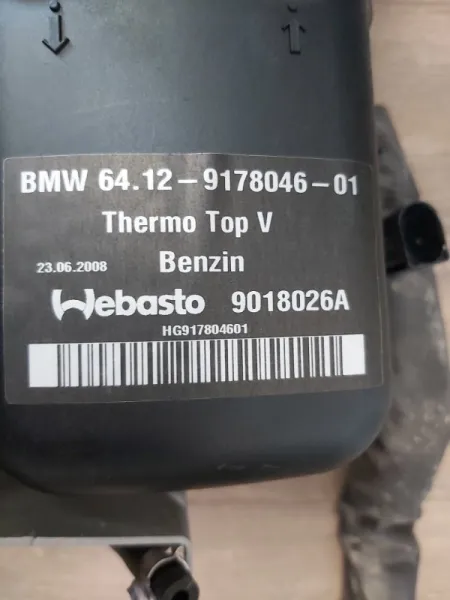 BMW 64.12-9178046-01
Thermo Top V
23.06.2008 Benzin
Webasto 9018026A
HG917804601